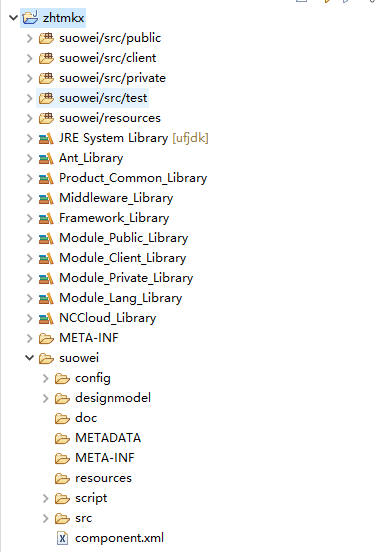 zhtmkx
suowei/src/public
suowei/src/client
suowei/src/private
suowei/src/test
suowei/resources
JRE System Library [ufjdk]
Ant_Library
Product_Common_Library
Middleware_Library
Framework_Library
Module_Public_Library
Module_Client_Library
Module_Private_Library
Module_Lang_Library
NCCloud_Library
META-INF
suowei
config
designmodel
doc
METADATA
META-INF
resources
script
src
component.xml